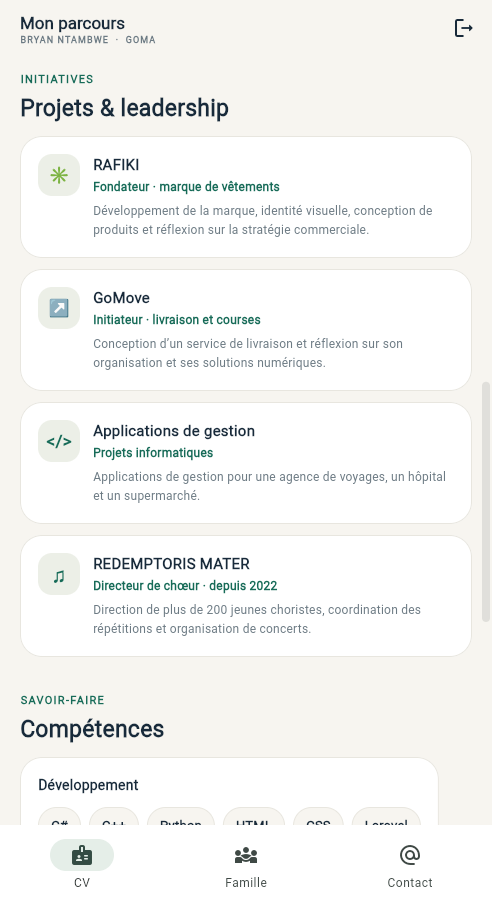 Mon parcours
BRYAN NTAMBWE · GOMA
INITIATIVES
Projets & leadership
RAFIKI
Fondateur · marque de vêtements
Développement de la marque, identité visuelle, conception de
produits et réflexion sur la stratégie commerciale.
GoMove
Initiateur · livraison et courses
Conception d’un service de livraison et réflexion sur son
organisation et ses solutions numériques.
</>
Applications de gestion
Projets informatiques
Applications de gestion pour une agence de voyages, un hôpital
et un supermarché.
REDEMPTORIS MATER
Directeur de chœur · depuis 2022
Direction de plus de 200 jeunes choristes, coordination des
répétitions et organisation de concerts.
SAVOIR-FAIRE
Compétences
Développement
C# C++ Python HTML CSS Laravel
CV Famille Contact